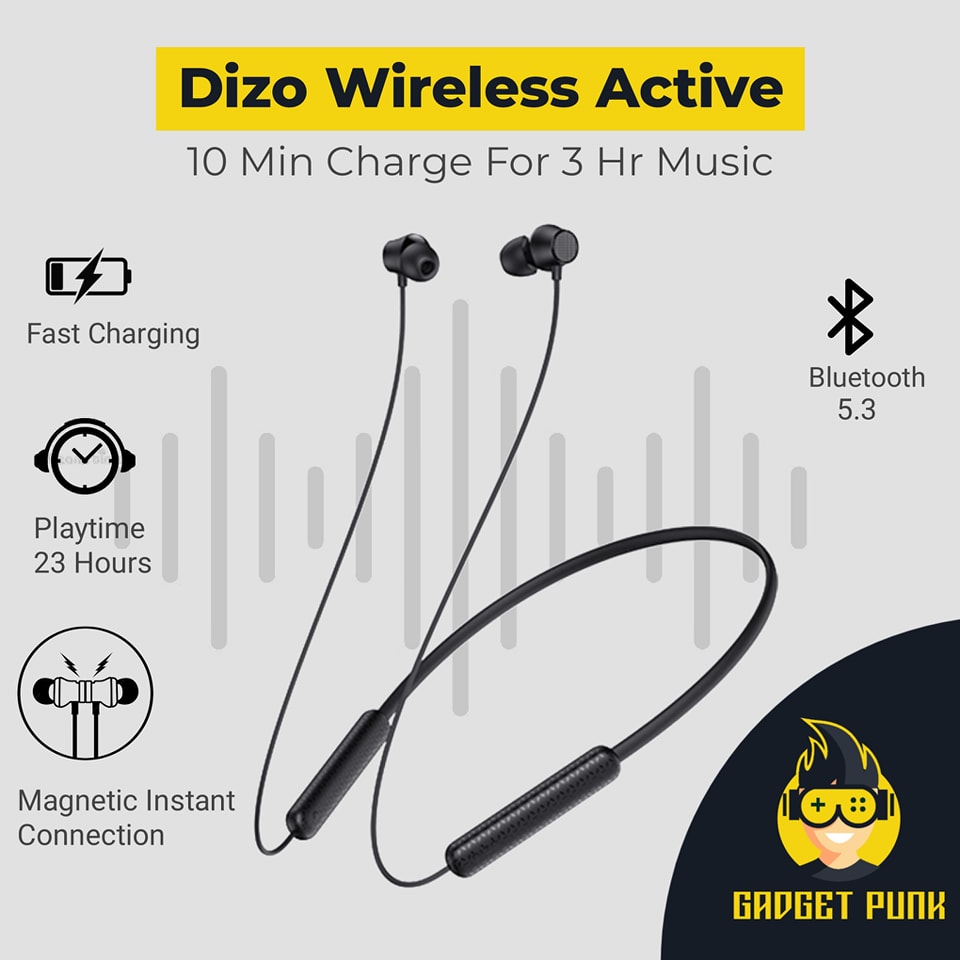 Dizo Wireless Active
10 Min Charge For 3 Hr Music
Fast Charging
Bluetooth
5.3
Playtime
23 Hours
Magnetic Instant
Connection
GADGET PUNK